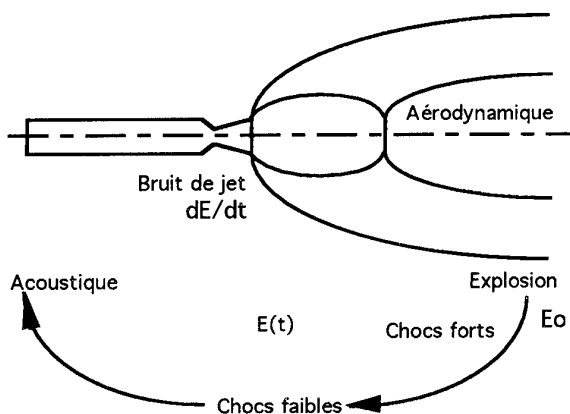 Aérodynamique
Bruit de jet
dE/dt
Acoustique
Explosion
E(t)
Chocs forts
Eo
Chocs faibles